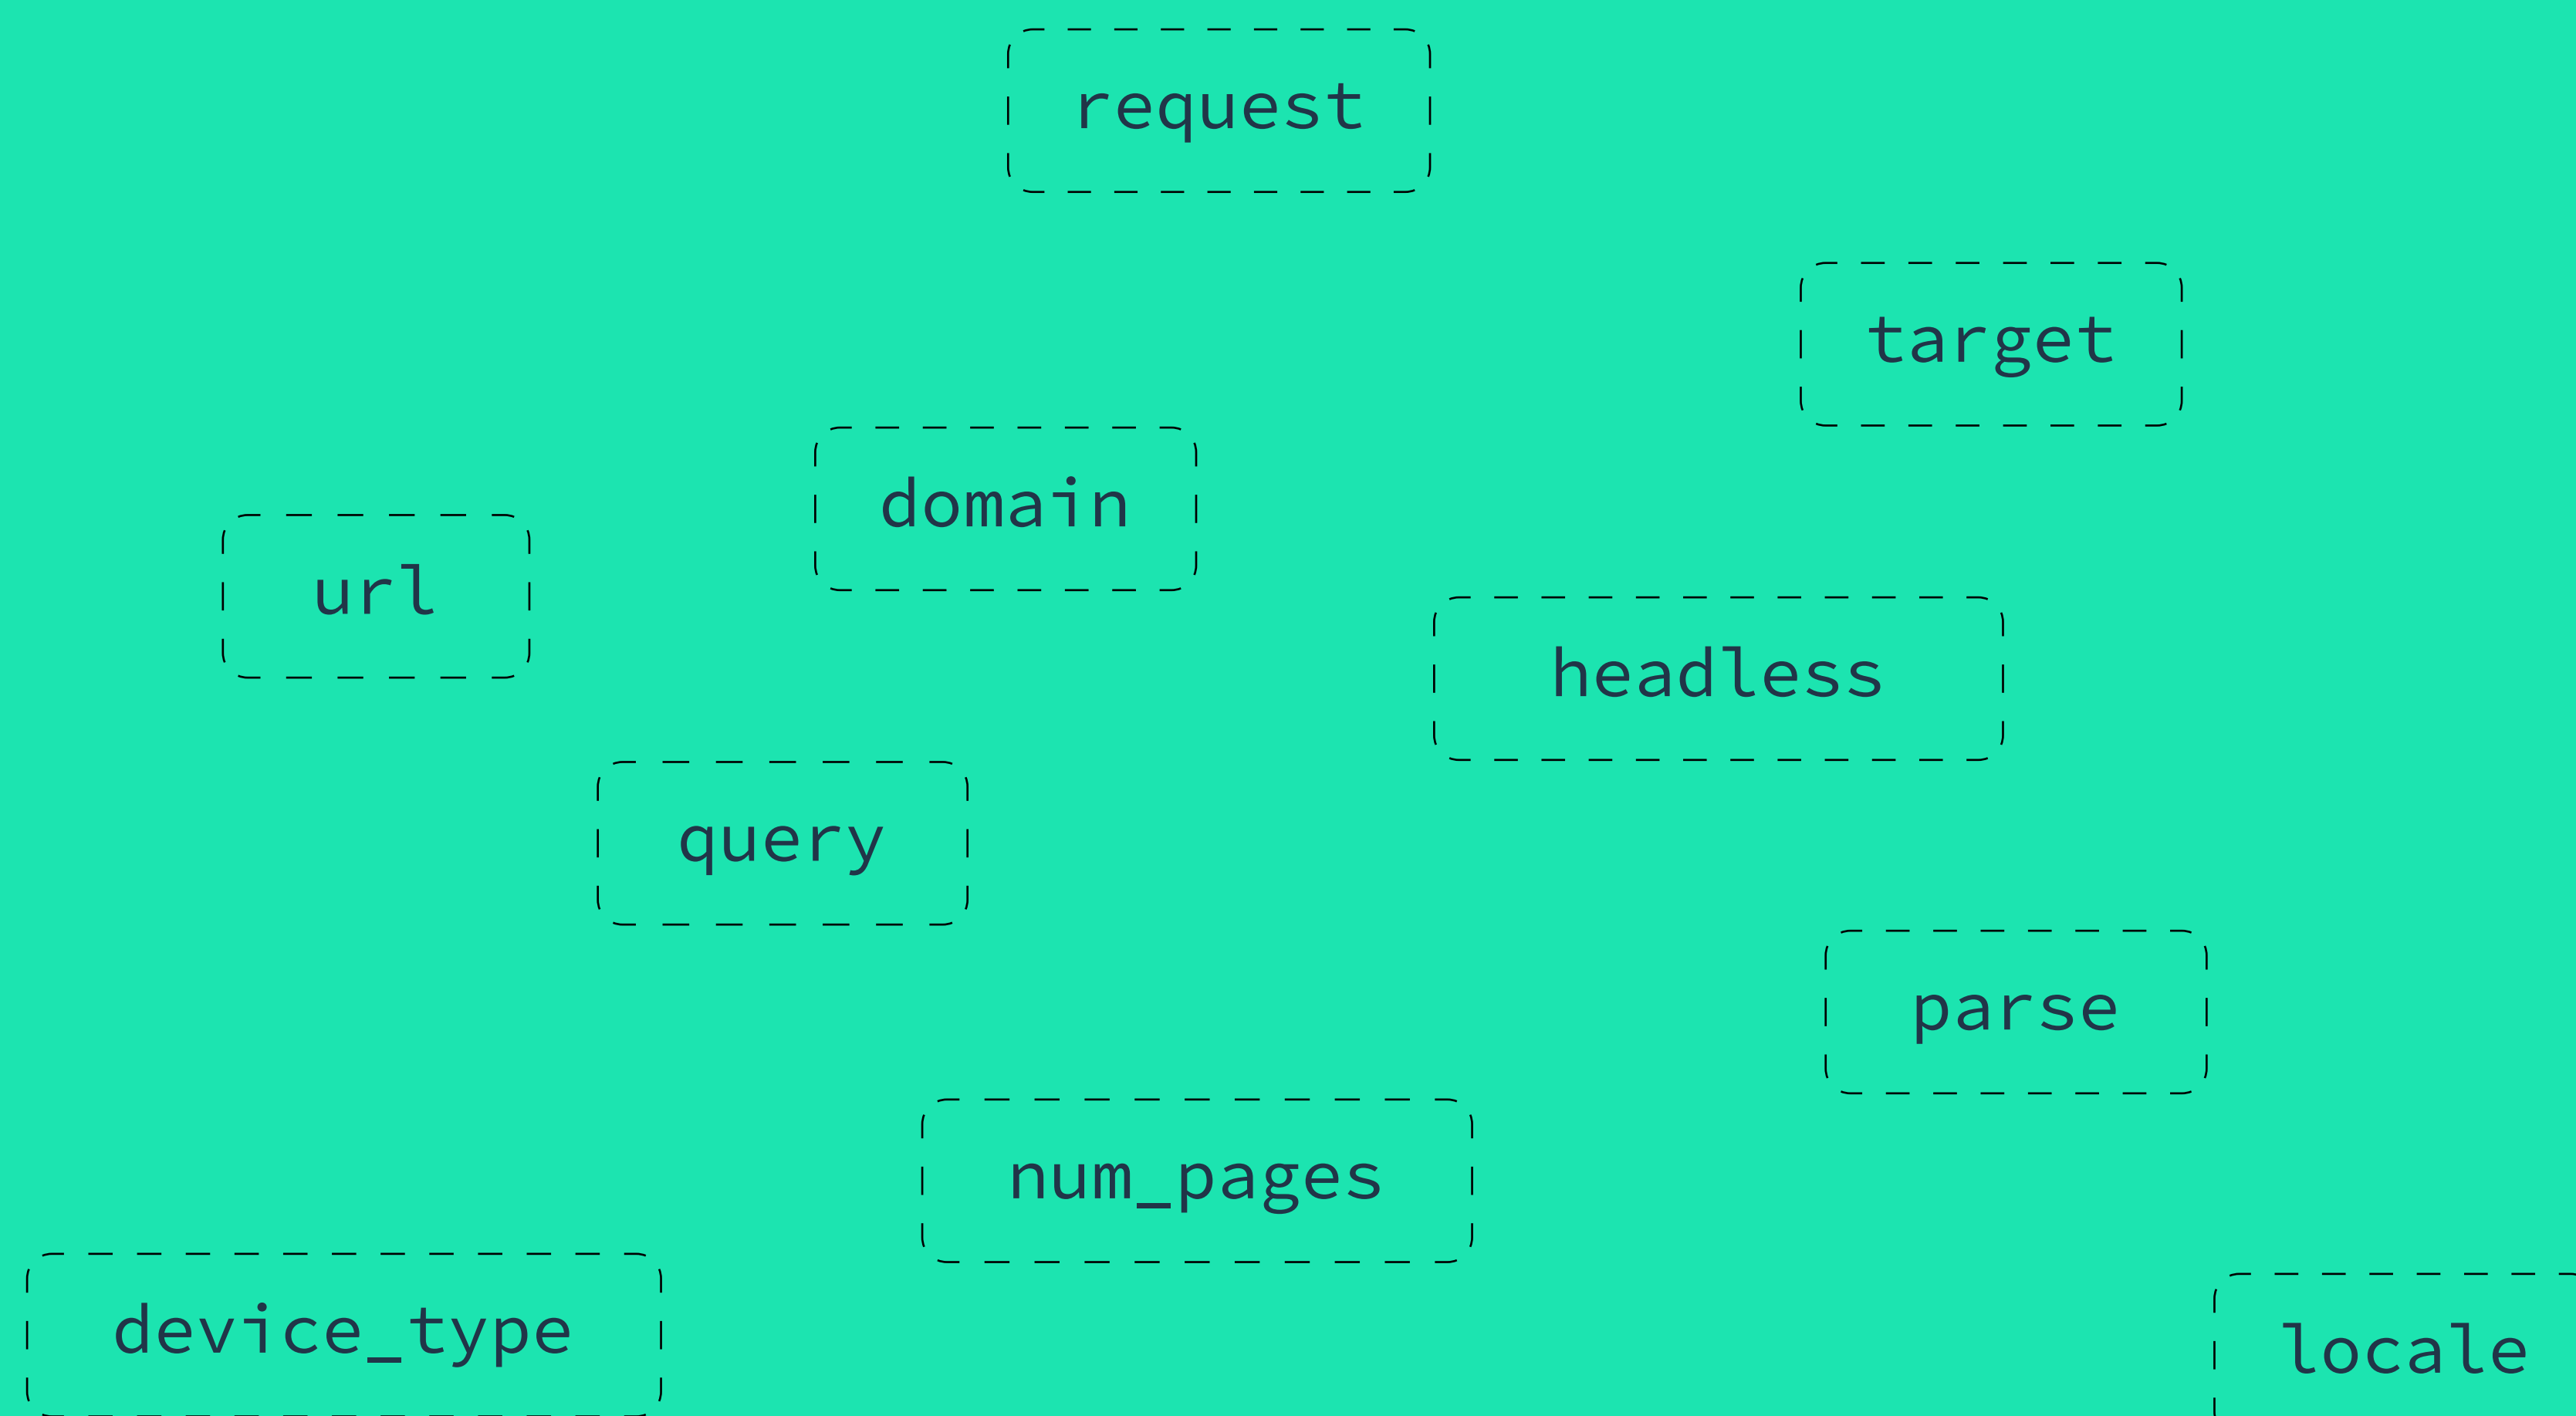 request
target
domain
url
headless
query
parse
num_pages
device_type
locale